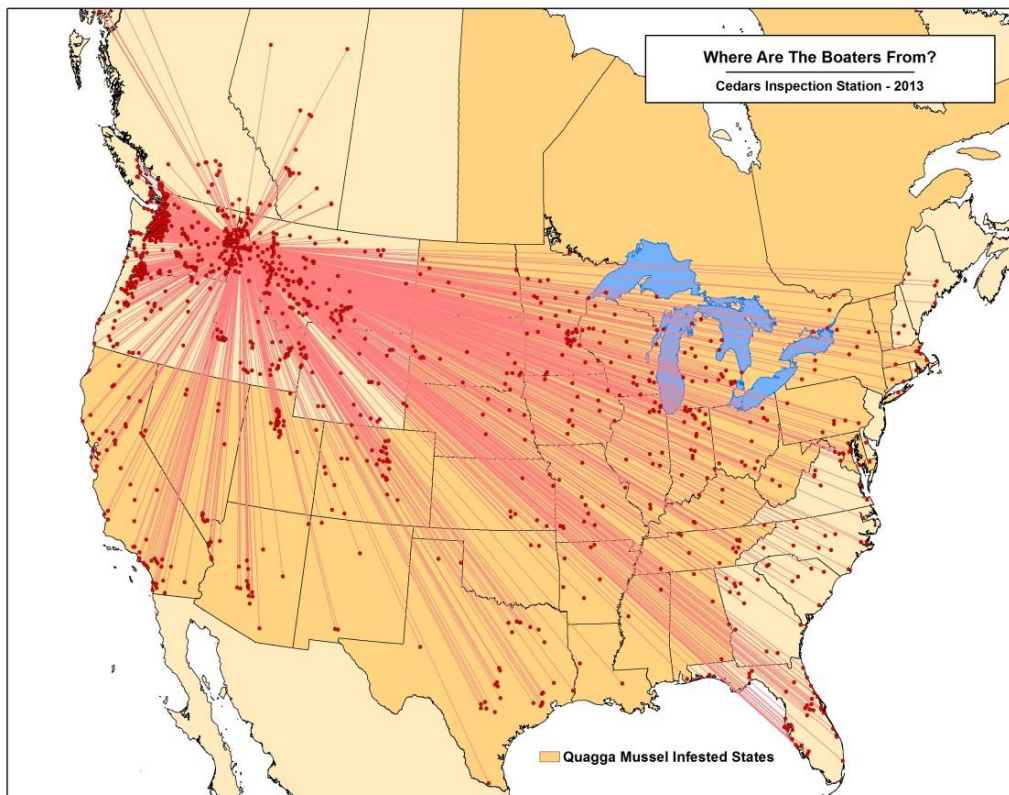 Where Are The Boaters From?
Cedars Inspection Station - 2013
Quagga Mussel Infested States